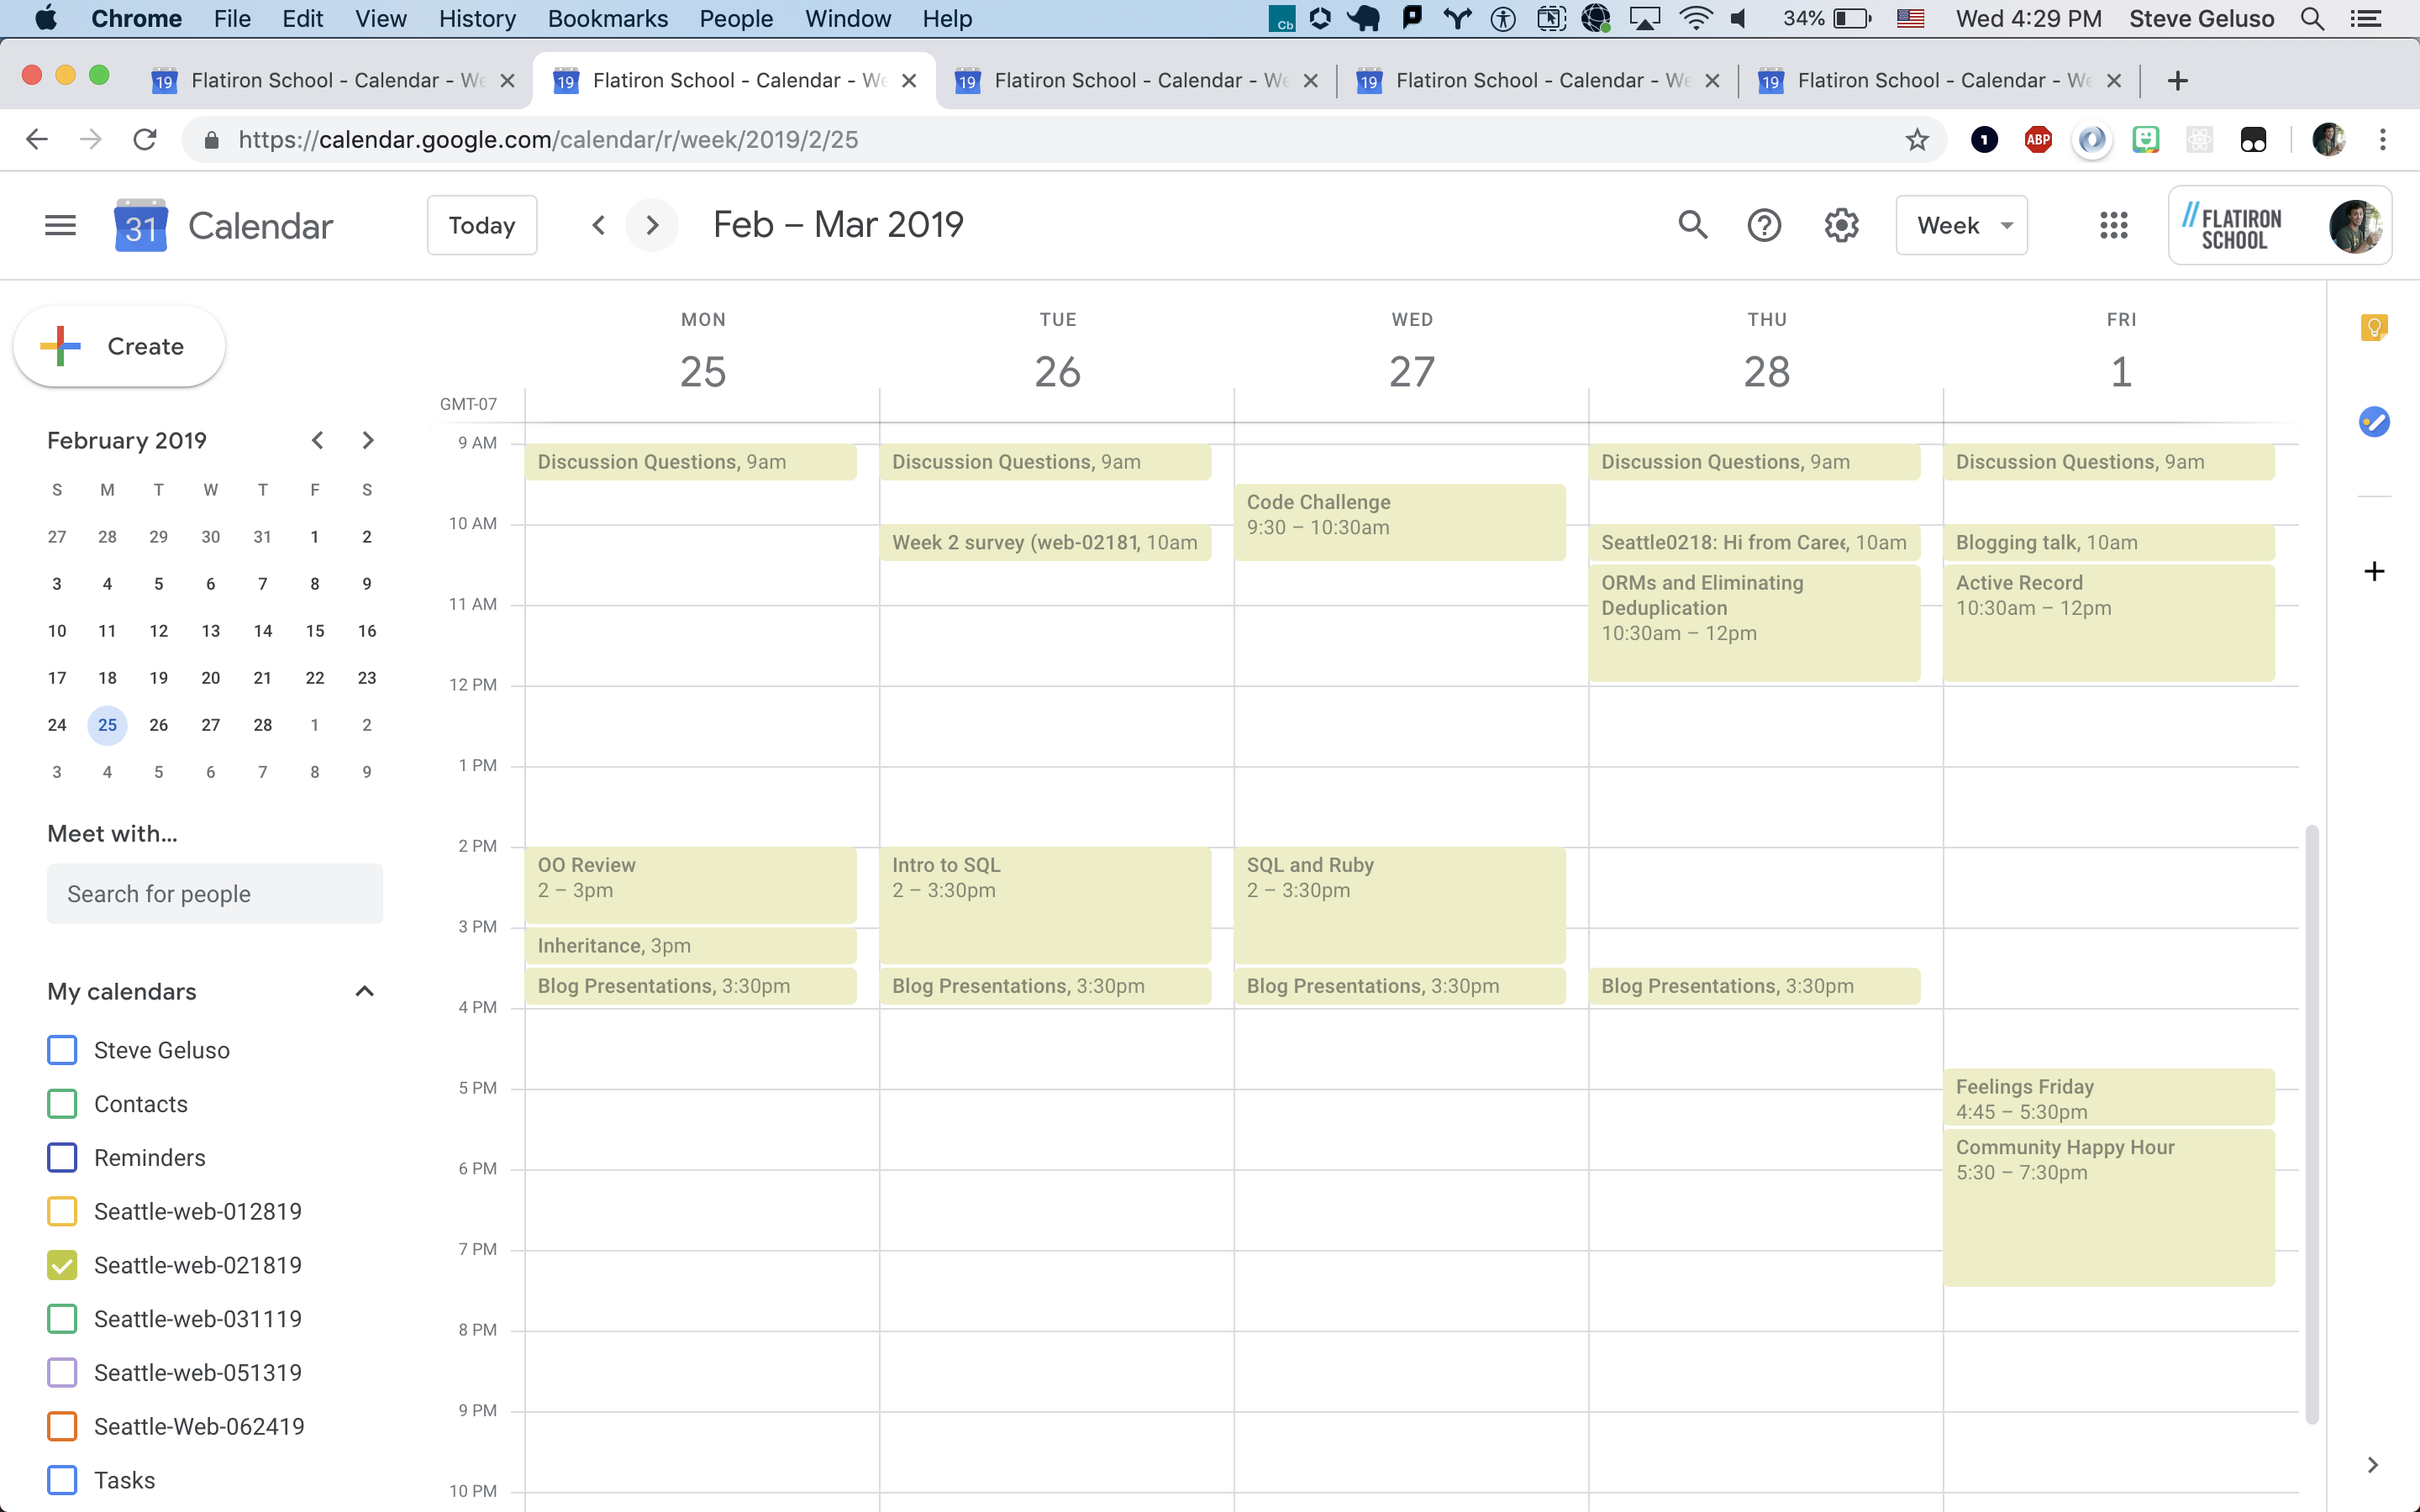 Chrome File Edit View History Bookmarks People Window Help
Cb 34% Wed 4:29 PM Steve Geluso
19 Flatiron School - Calendar - We
19 Flatiron School - Calendar - We
19 Flatiron School - Calendar - We
19 Flatiron School - Calendar - We
19 Flatiron School - Calendar - We
https://calendar.google.com/calendar/r/week/2019/2/25
1 ABP
31 Calendar
Today
Feb – Mar 2019
Week
// FLATIRON
SCHOOL
Create
February 2019
S M T W T F S
27 28 29 30 31 1 2
3 4 5 6 7 8 9
10 11 12 13 14 15 16
17 18 19 20 21 22 23
24 25 26 27 28 1 2
3 4 5 6 7 8 9
Meet with...
Search for people
My calendars
Steve Geluso
Contacts
Reminders
Seattle-web-012819
Seattle-web-021819
Seattle-web-031119
Seattle-web-051319
Seattle-Web-062419
Tasks
GMT-07
9 AM
10 AM
11 AM
12 PM
1 PM
2 PM
3 PM
4 PM
5 PM
6 PM
7 PM
8 PM
9 PM
10 PM
MON
25
Discussion Questions, 9am
OO Review
2 – 3pm
Inheritance, 3pm
Blog Presentations, 3:30pm
TUE
26
Discussion Questions, 9am
Week 2 survey (web-02181, 10am
Intro to SQL
2 – 3:30pm
Blog Presentations, 3:30pm
WED
27
Code Challenge
9:30 – 10:30am
SQL and Ruby
2 – 3:30pm
Blog Presentations, 3:30pm
THU
28
Discussion Questions, 9am
Seattle0218: Hi from Caree, 10am
ORMs and Eliminating
Deduplication
10:30am – 12pm
Blog Presentations, 3:30pm
FRI
1
Discussion Questions, 9am
Blogging talk, 10am
Active Record
10:30am – 12pm
Feelings Friday
4:45 – 5:30pm
Community Happy Hour
5:30 – 7:30pm